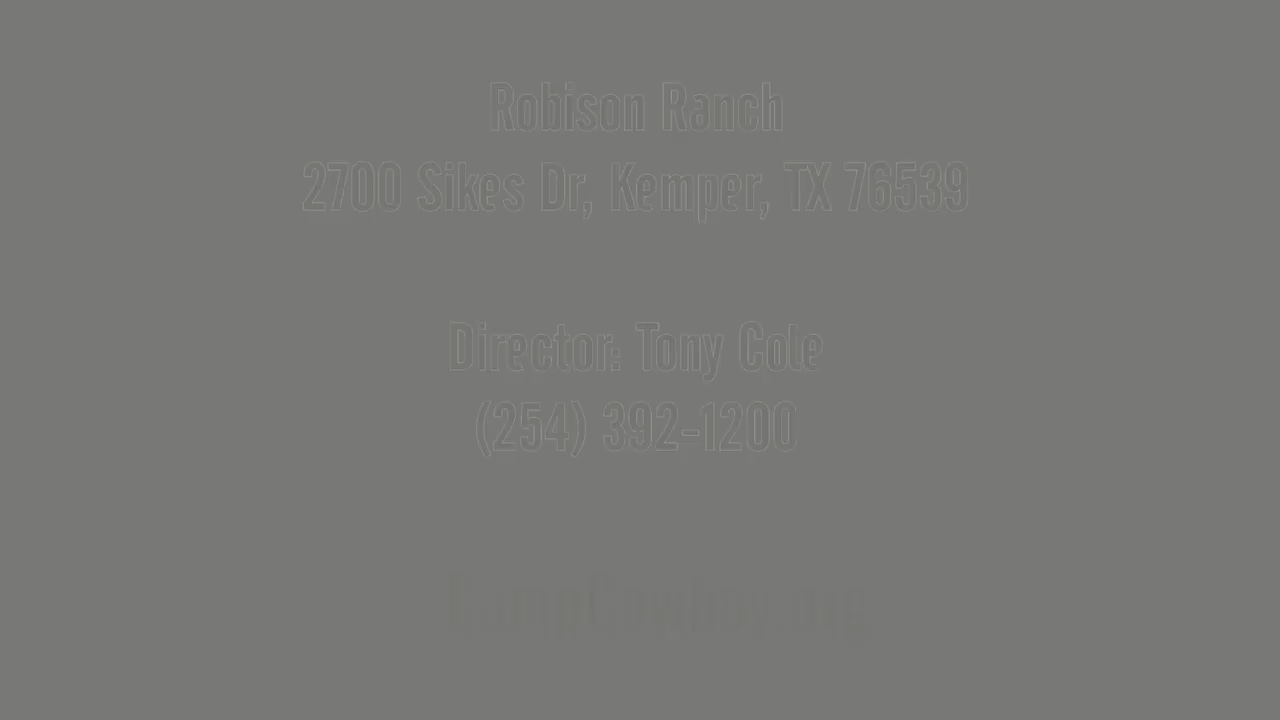 Robison Ranch
2700 Sikes Dr, Kemper, TX 76539
Director: Tony Cole
(254) 392-1200
CampCowboy.org